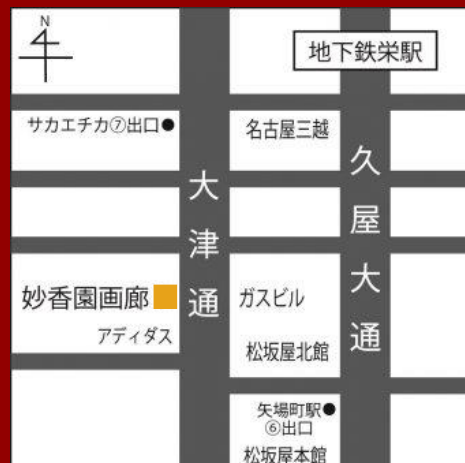 N
地下鉄栄駅
サカエチカ⑦出口●
名古屋三越
大津通
久屋大通
妙香園画廊
アディダス
ガスビル
松坂屋北館
矢場町駅●
⑥出口
松坂屋本館